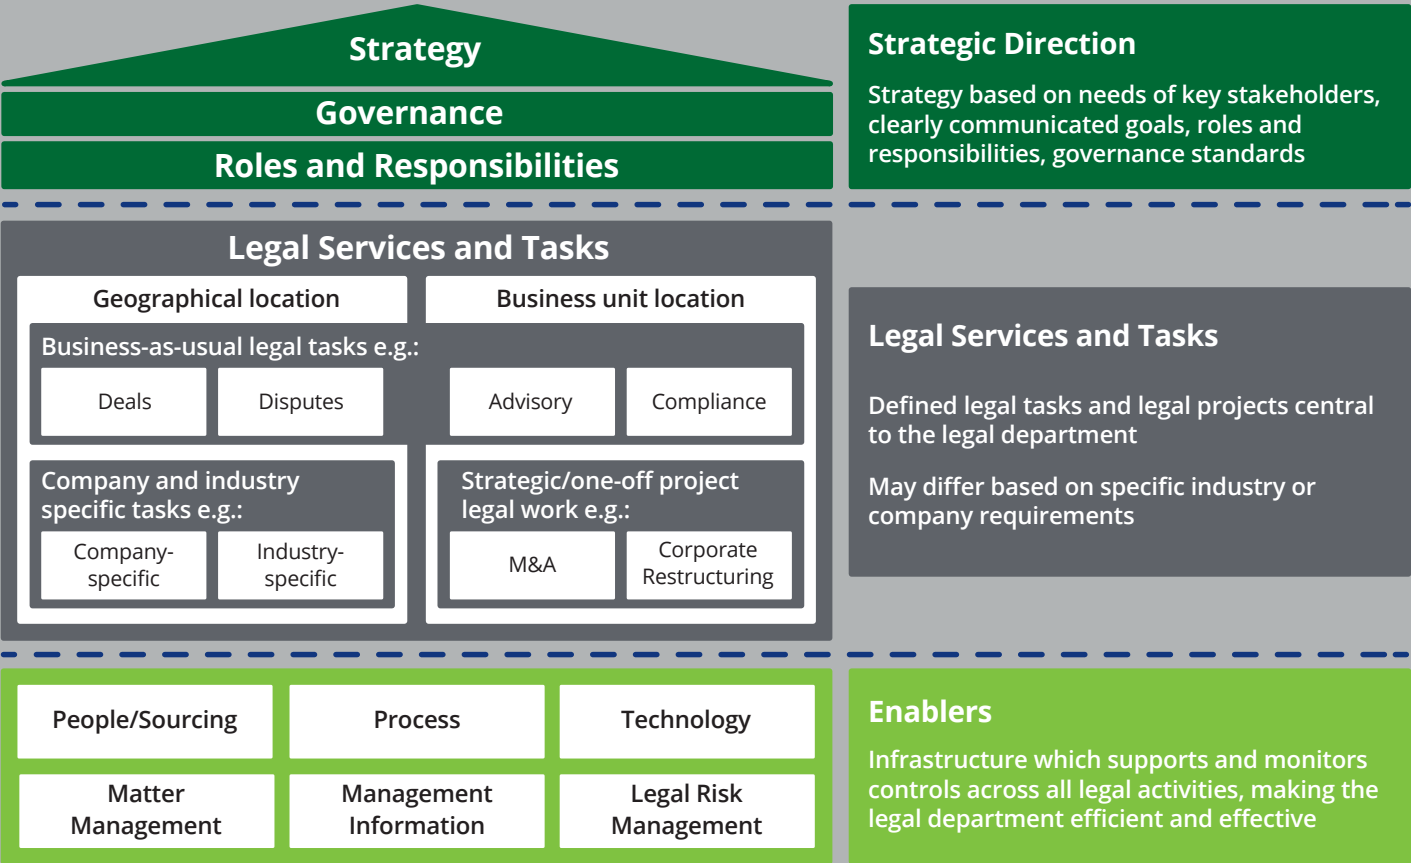 Strategy
Governance
Roles and Responsibilities
Strategic Direction
Strategy based on needs of key stakeholders,
clearly communicated goals, roles and
responsibilities, governance standards
Legal Services and Tasks
Geographical location
Business unit location
Business-as-usual legal tasks e.g.:
Deals
Disputes
Advisory
Compliance
Company and industry
specific tasks e.g.:
Company-
specific
Industry-
specific
Strategic/one-off project
legal work e.g.:
M&A
Corporate
Restructuring
Legal Services and Tasks
Defined legal tasks and legal projects central
to the legal department
May differ based on specific industry or
company requirements
People/Sourcing
Process
Technology
Matter
Management
Management
Information
Legal Risk
Management
Enablers
Infrastructure which supports and monitors
controls across all legal activities, making the
legal department efficient and effective